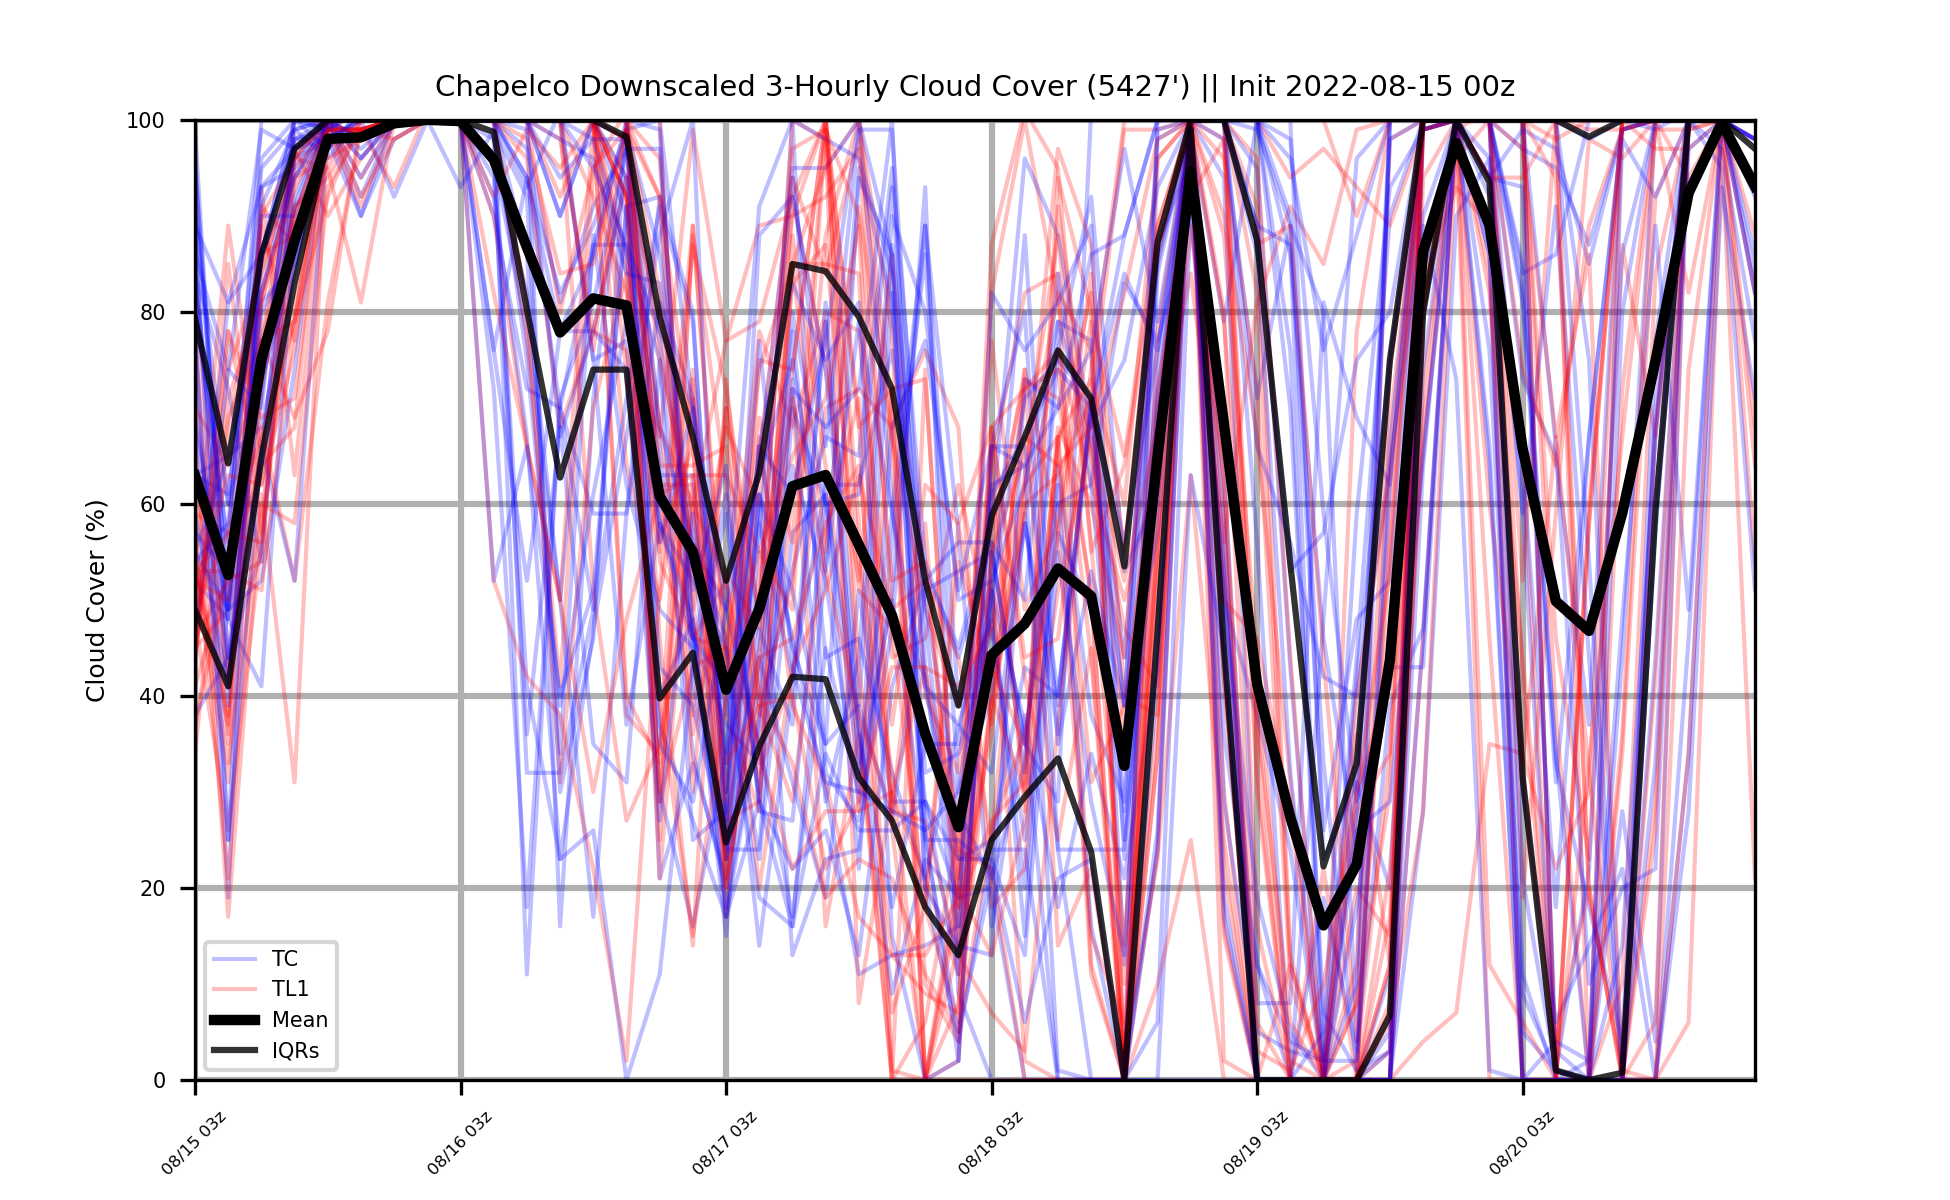 Chapelco Downscaled 3-Hourly Cloud Cover (5427') || Init 2022-08-15 00z
Cloud Cover (%)
100
80
60
40
20
0
TC
TL1
Mean
IQRs
08/15 03z
08/16 03z
08/17 03z
08/18 03z
08/19 03z
08/20 03z